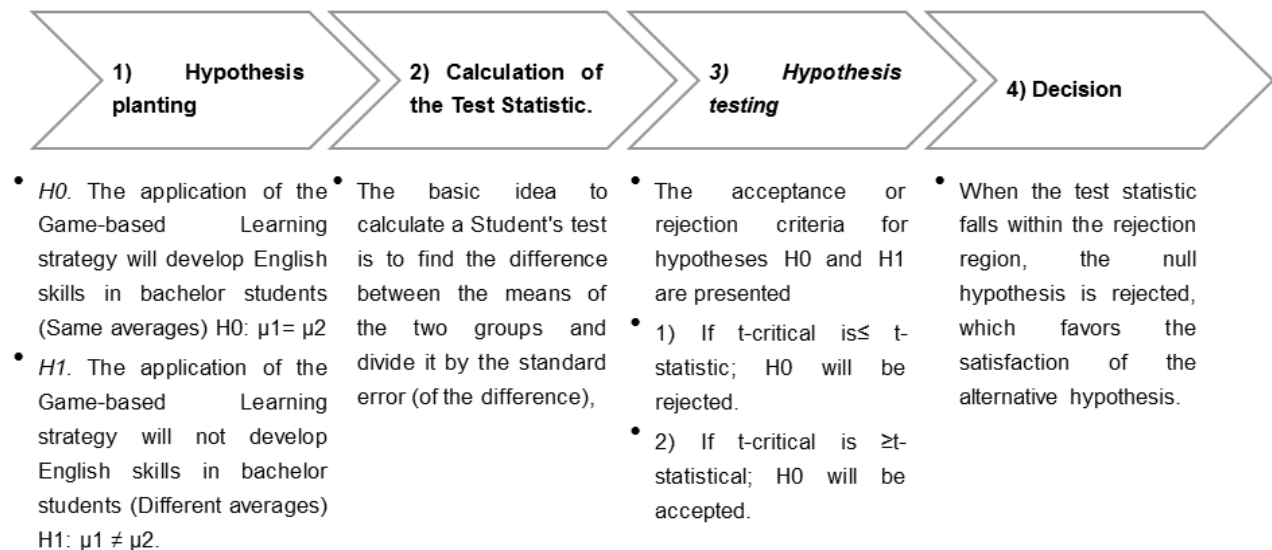 1) Hypothesis
planting
2) Calculation of
the Test Statistic.
3) Hypothesis
testing
4) Decision
• H0. The application of the
Game-based Learning
strategy will develop English
skills in bachelor students
(Same averages) H0: µ1= µ2
• H1. The application of the
Game-based Learning
strategy will not develop
English skills in bachelor
students (Different averages)
H1: µ1 ≠ µ2.
• The basic idea to
calculate a Student's test
is to find the difference
between the means of
the two groups and
divide it by the standard
error (of the difference),
• The acceptance or
rejection criteria for
hypotheses H0 and H1
are presented
• 1) If t-critical is≤ t-
statistic; H0 will be
rejected.
• 2) If t-critical is ≥t-
statistical; H0 will be
accepted.
• When the test statistic
falls within the rejection
region, the null
hypothesis is rejected,
which favors the
satisfaction of the
alternative hypothesis.